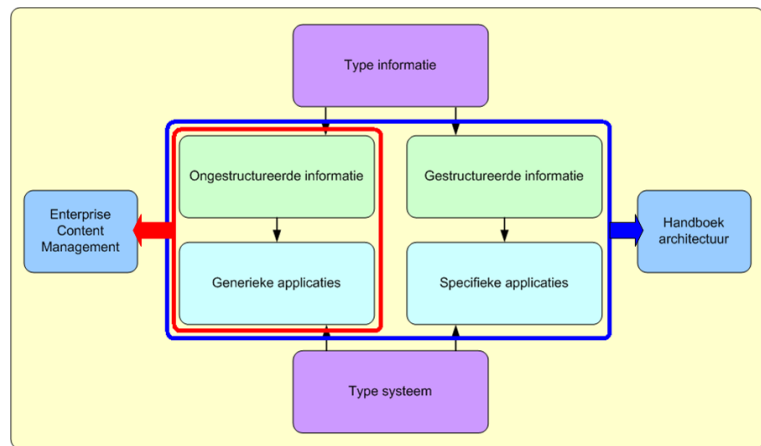 Type informatie
Ongestructureerde informatie
Gestructureerde informatie
Enterprise
Content
Management
Handboek
architectuur
Generieke applicaties
Specifieke applicaties
Type systeem